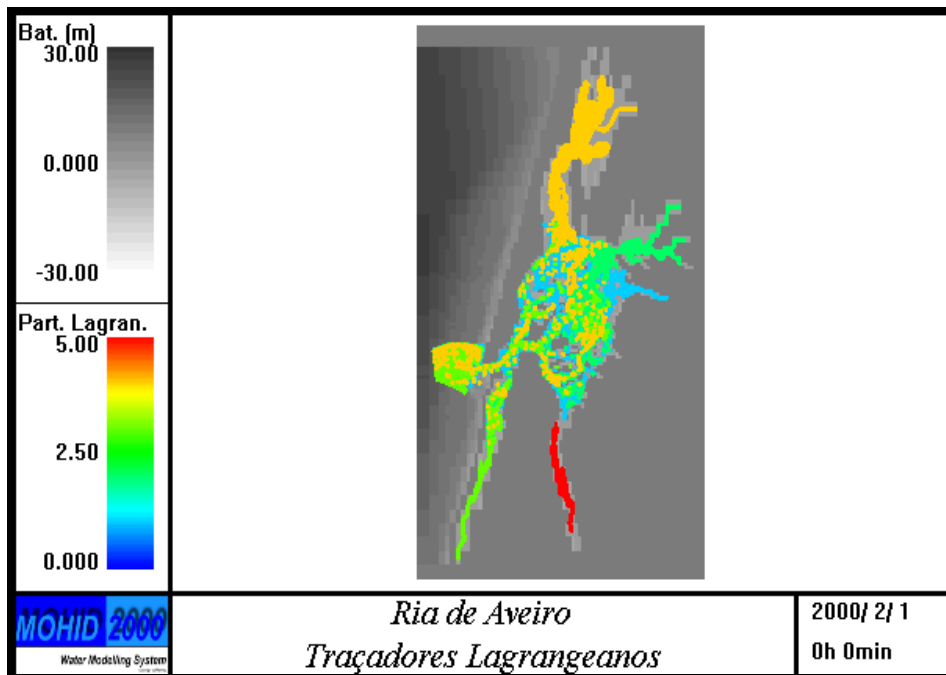 Bat. (m)
30.00
0.000
-30.00
Part. Lagran.
5.00
2.50
0.000
MOHID 2000
Water Modelling System
Ria de Aveiro
Traçadores Lagrangeanos
2000/ 2/ 1
0h 0min